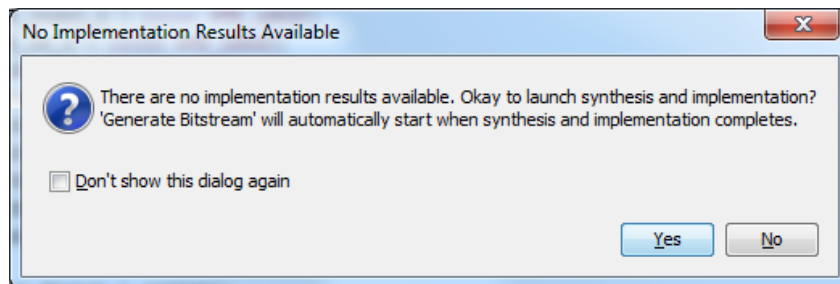 No Implementation Results Available
There are no implementation results available. Okay to launch synthesis and implementation?
'Generate Bitstream' will automatically start when synthesis and implementation completes.
Don't show this dialog again
Yes
No